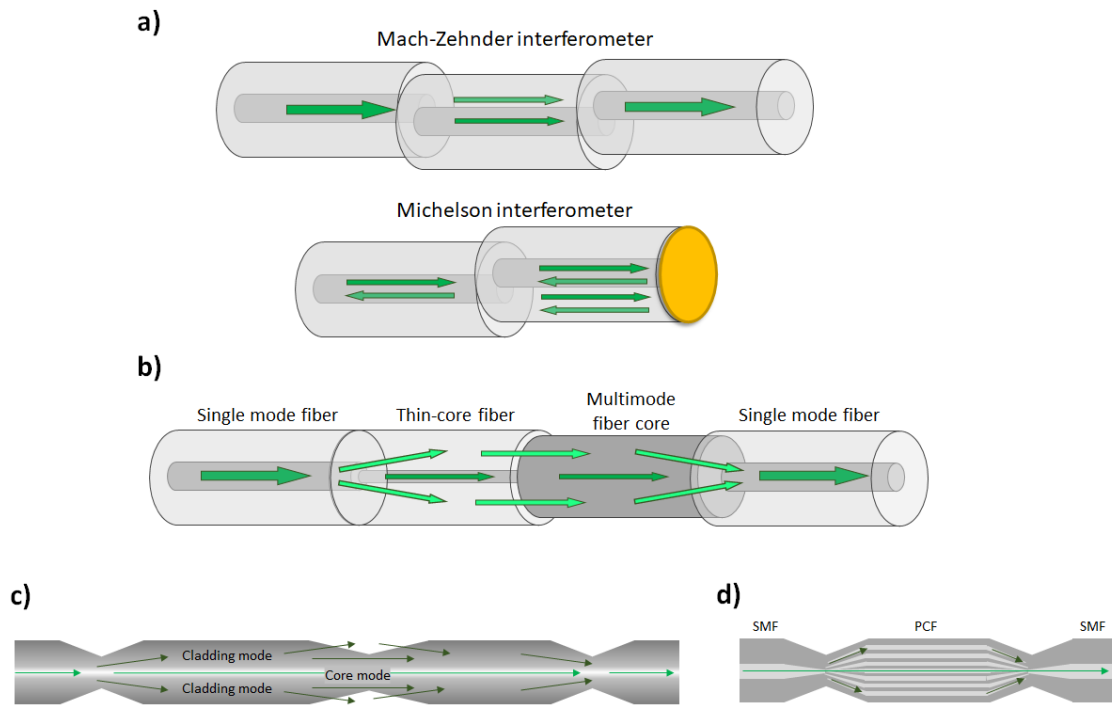 a)
Mach-Zehnder interferometer
Michelson interferometer
b)
Single mode fiber
Thin-core fiber
Multimode
fiber core
Single mode fiber
c)
Cladding mode
Core mode
Cladding mode
d)
SMF
PCF
SMF